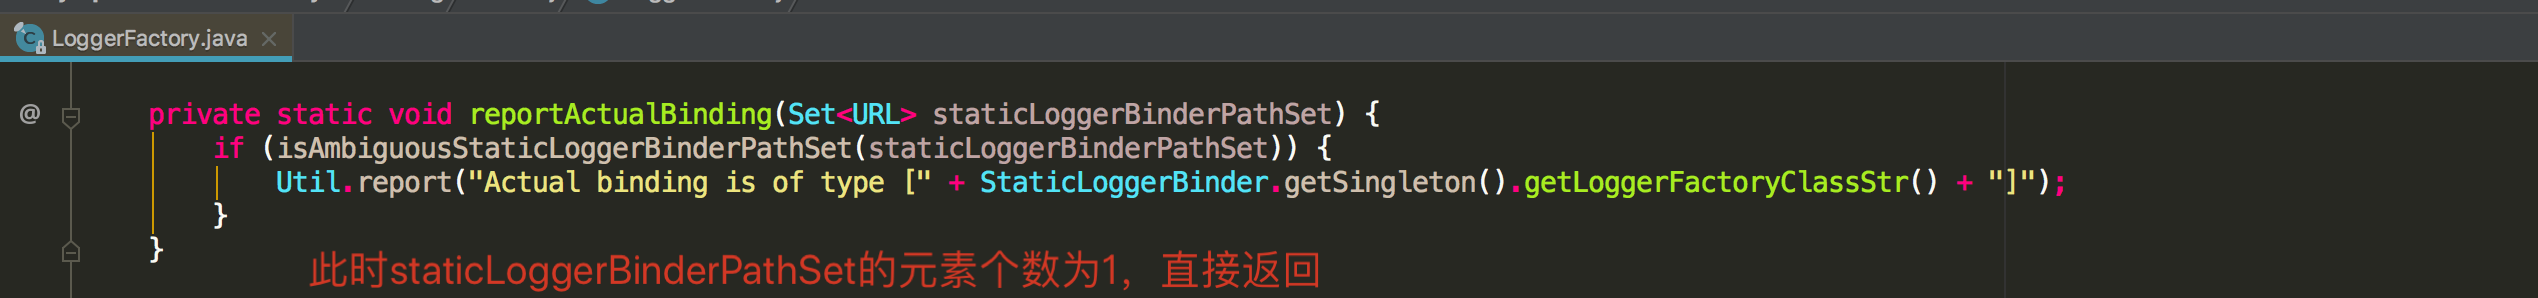 LoggerFactory.java
@
private static void reportActualBinding(Set<URL> staticLoggerBinderPathSet) {
if (isAmbiguousStaticLoggerBinderPathSet(staticLoggerBinderPathSet)) {
Util.report("Actual binding is of type [" + StaticLoggerBinder.getSingleton().getLoggerFactoryClassStr() + "]");
}
}
此时staticLoggerBinderPathSet的元素个数为1，直接返回